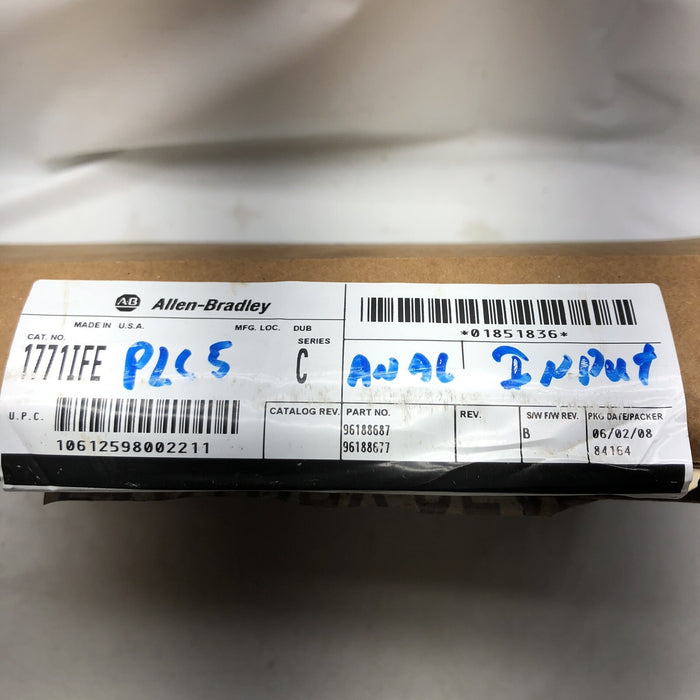 AB Allen-Bradley
MADE IN U.S.A.
MFG. LOC. DUB
*01851836*
CAT. NO.
SERIES
1771IFE PLC5 C ANAL INPUT
U.P.C.
10612598002211
CATALOG REV.
PART NO.
96188687
96188677
REV.
S/W F/W REV.
B
PKG DATE/PACKER
06/02/08
84164